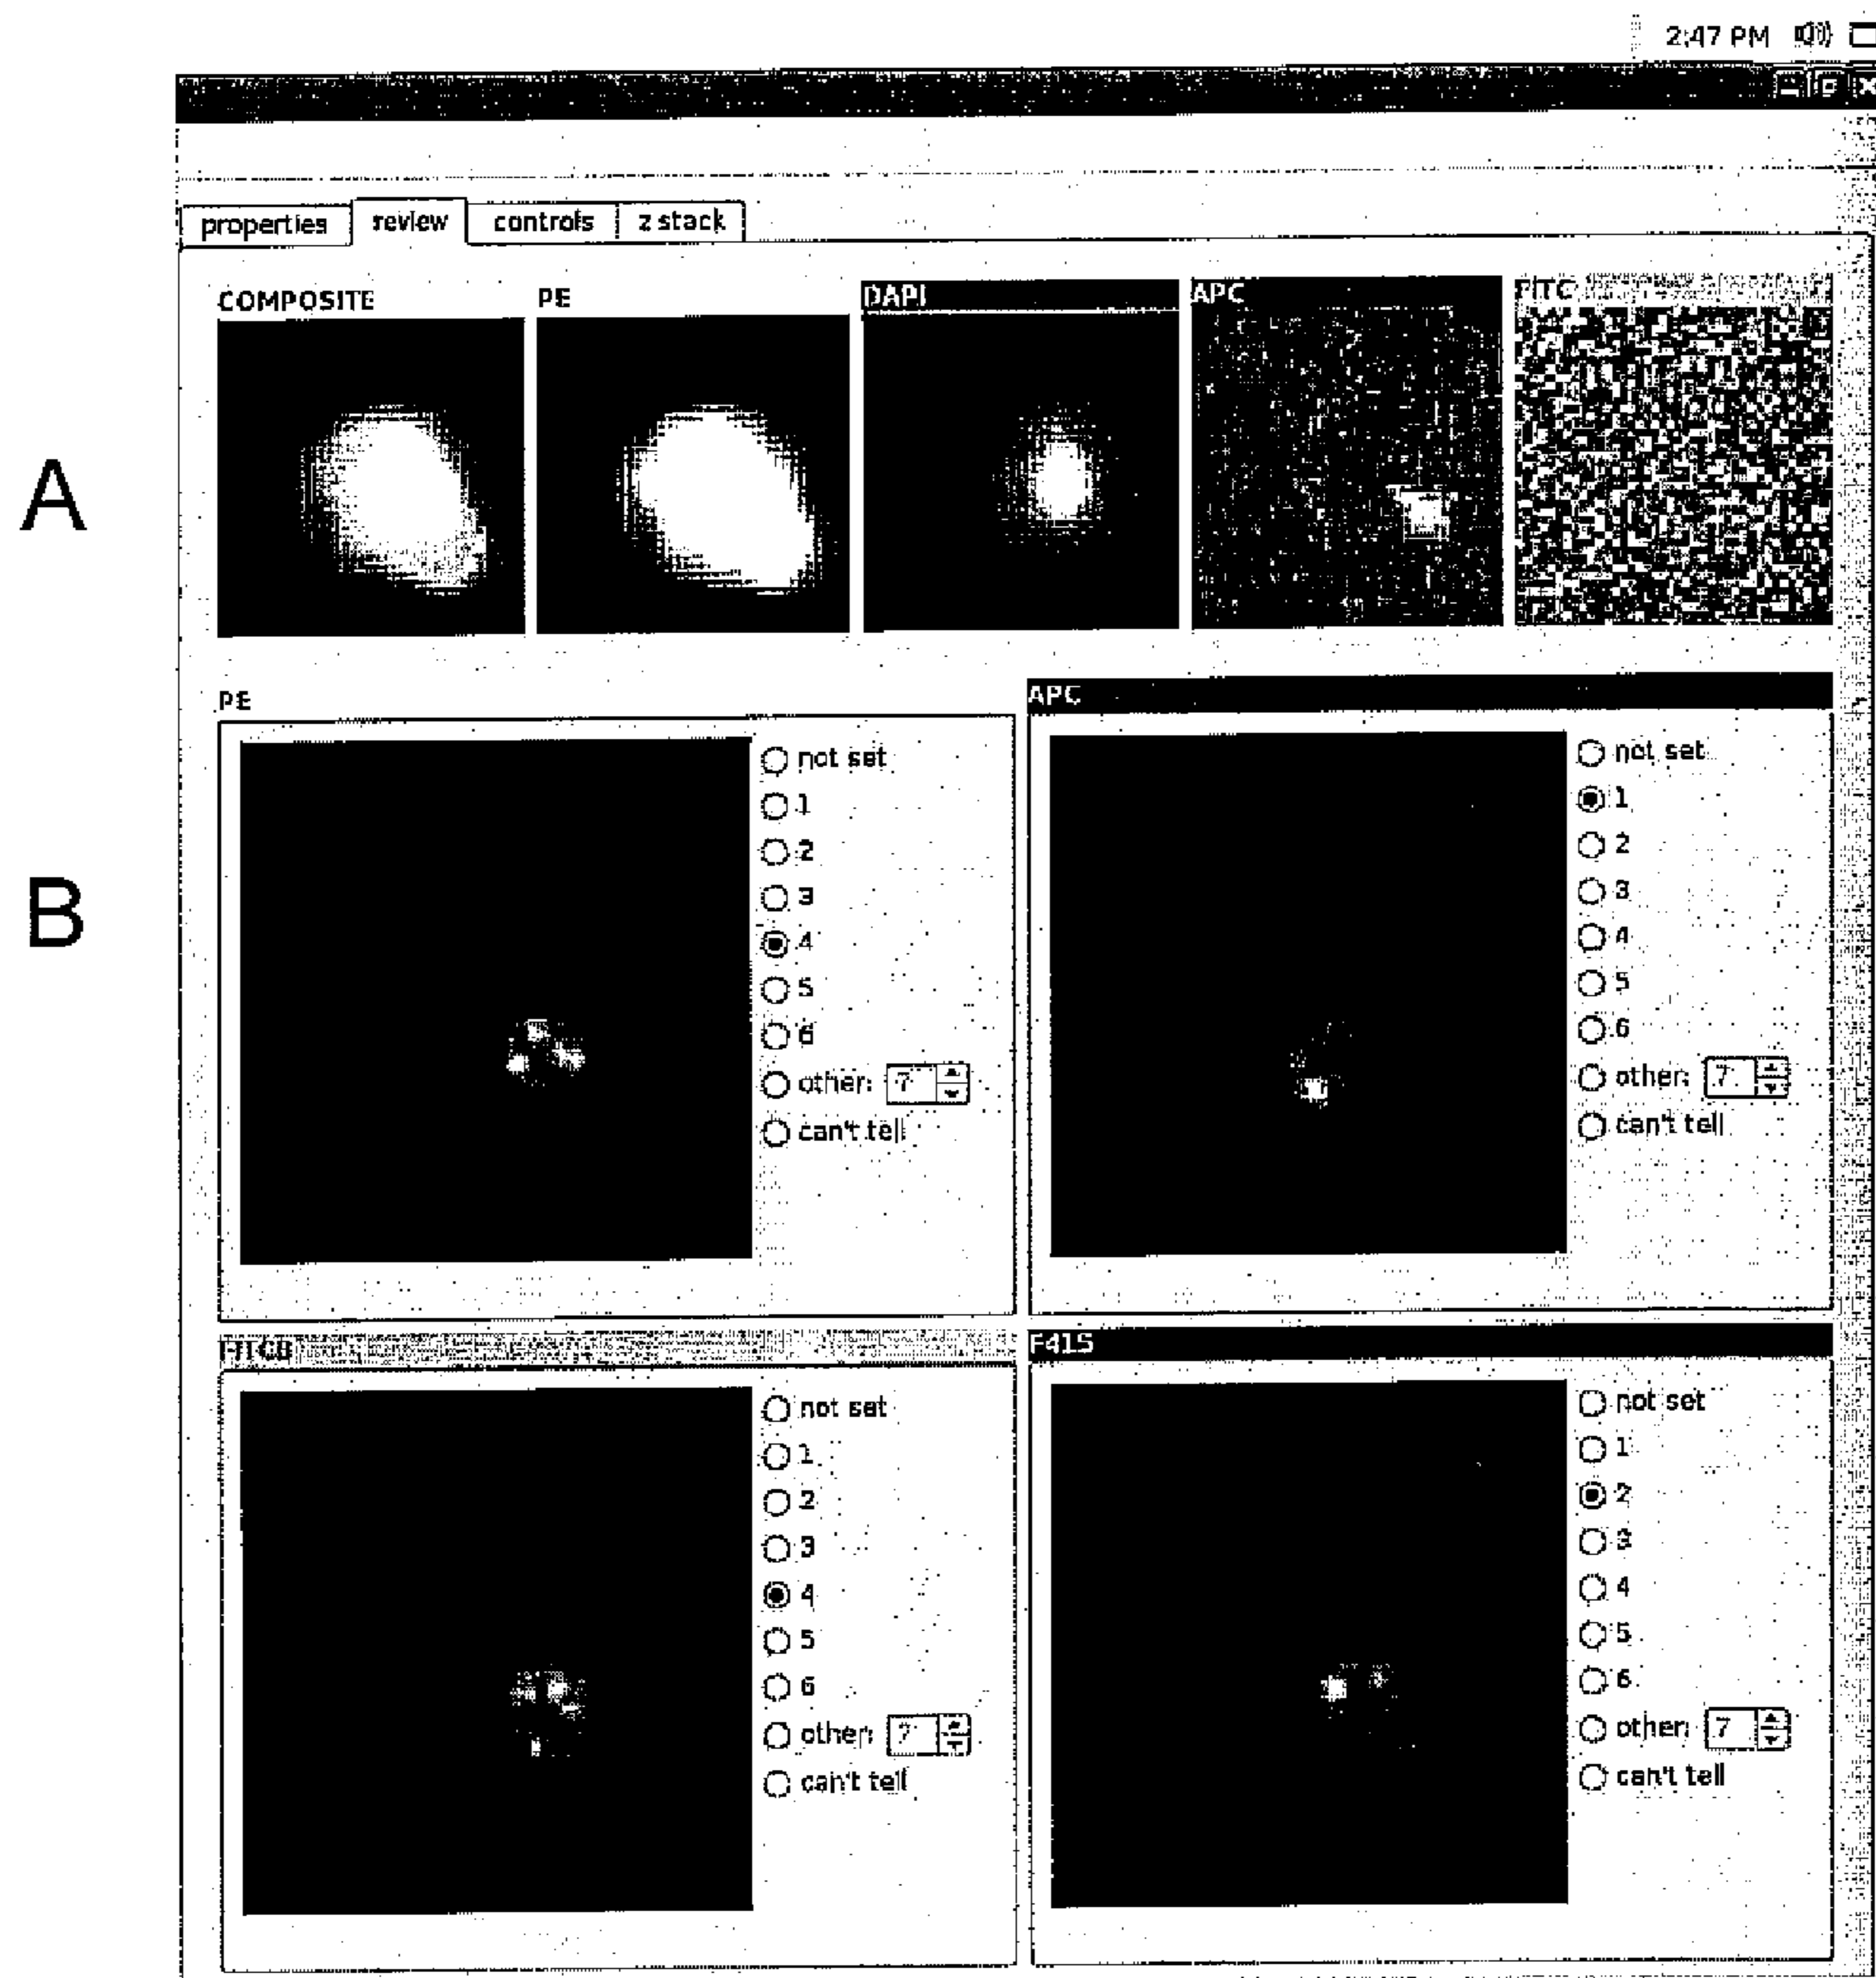 2:47 PM
properties review controls z stack
COMPOSITE PE DAPI APC FITC
A
PE
not set
1
2
3
4
5
6
other: 7
can't tell
APC
not set
1
2
3
4
5
6
other: 7
can't tell
B
FITCB
not set
1
2
3
4
5
6
other: 7
can't tell
F415
not set
1
2
3
4
5
6
other: 7
can't tell